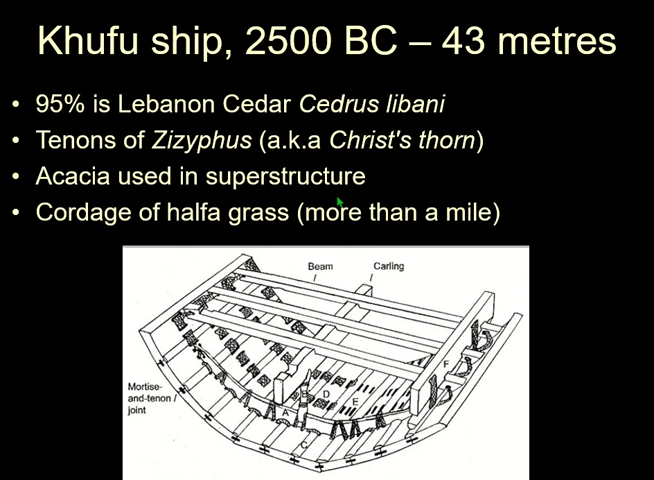 Khufu ship, 2500 BC – 43 metres
• 95% is Lebanon Cedar Cedrus libani
• Tenons of Zizyphus (a.k.a Christ's thorn)
• Acacia used in superstructure
• Cordage of halfa grass (more than a mile)
Beam
Carling
Mortise-
and-tenon /
joint
A
B
C
D
E
F